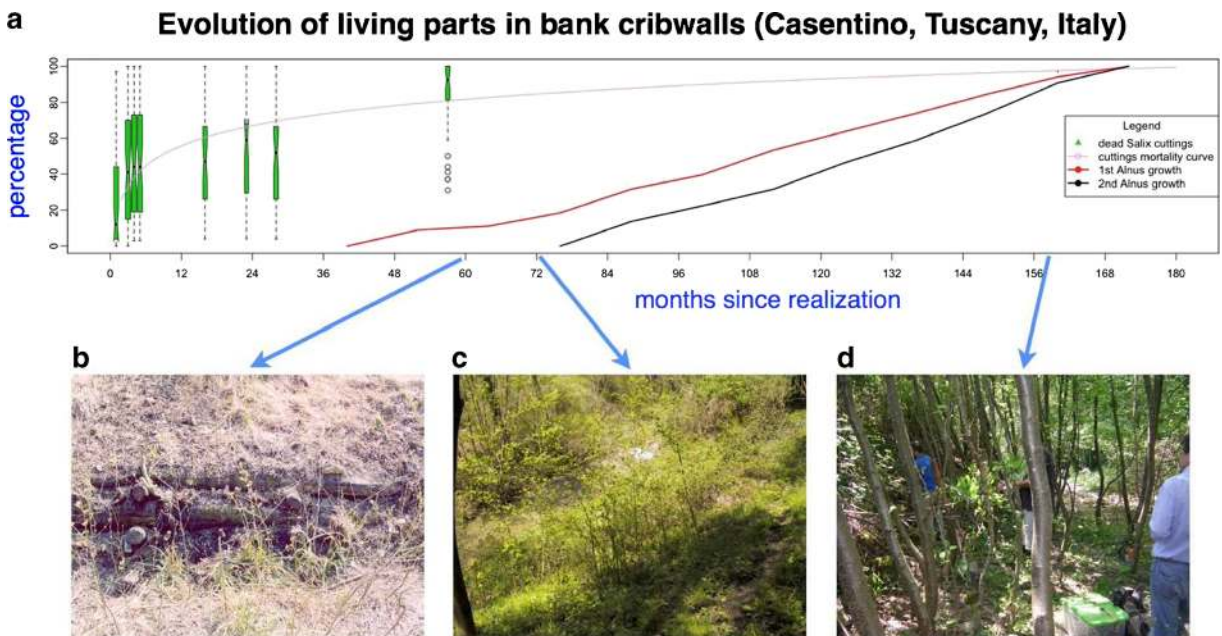 a
Evolution of living parts in bank cribwalls (Casentino, Tuscany, Italy)
percentage
100
80
60
40
20
0
Legend
dead Salix cuttings
cuttings mortality curve
1st Alnus growth
2nd Alnus growth
0 12 24 36 48 60 72 84 96 108 120 132 144 156 168 180
months since realization
b c d